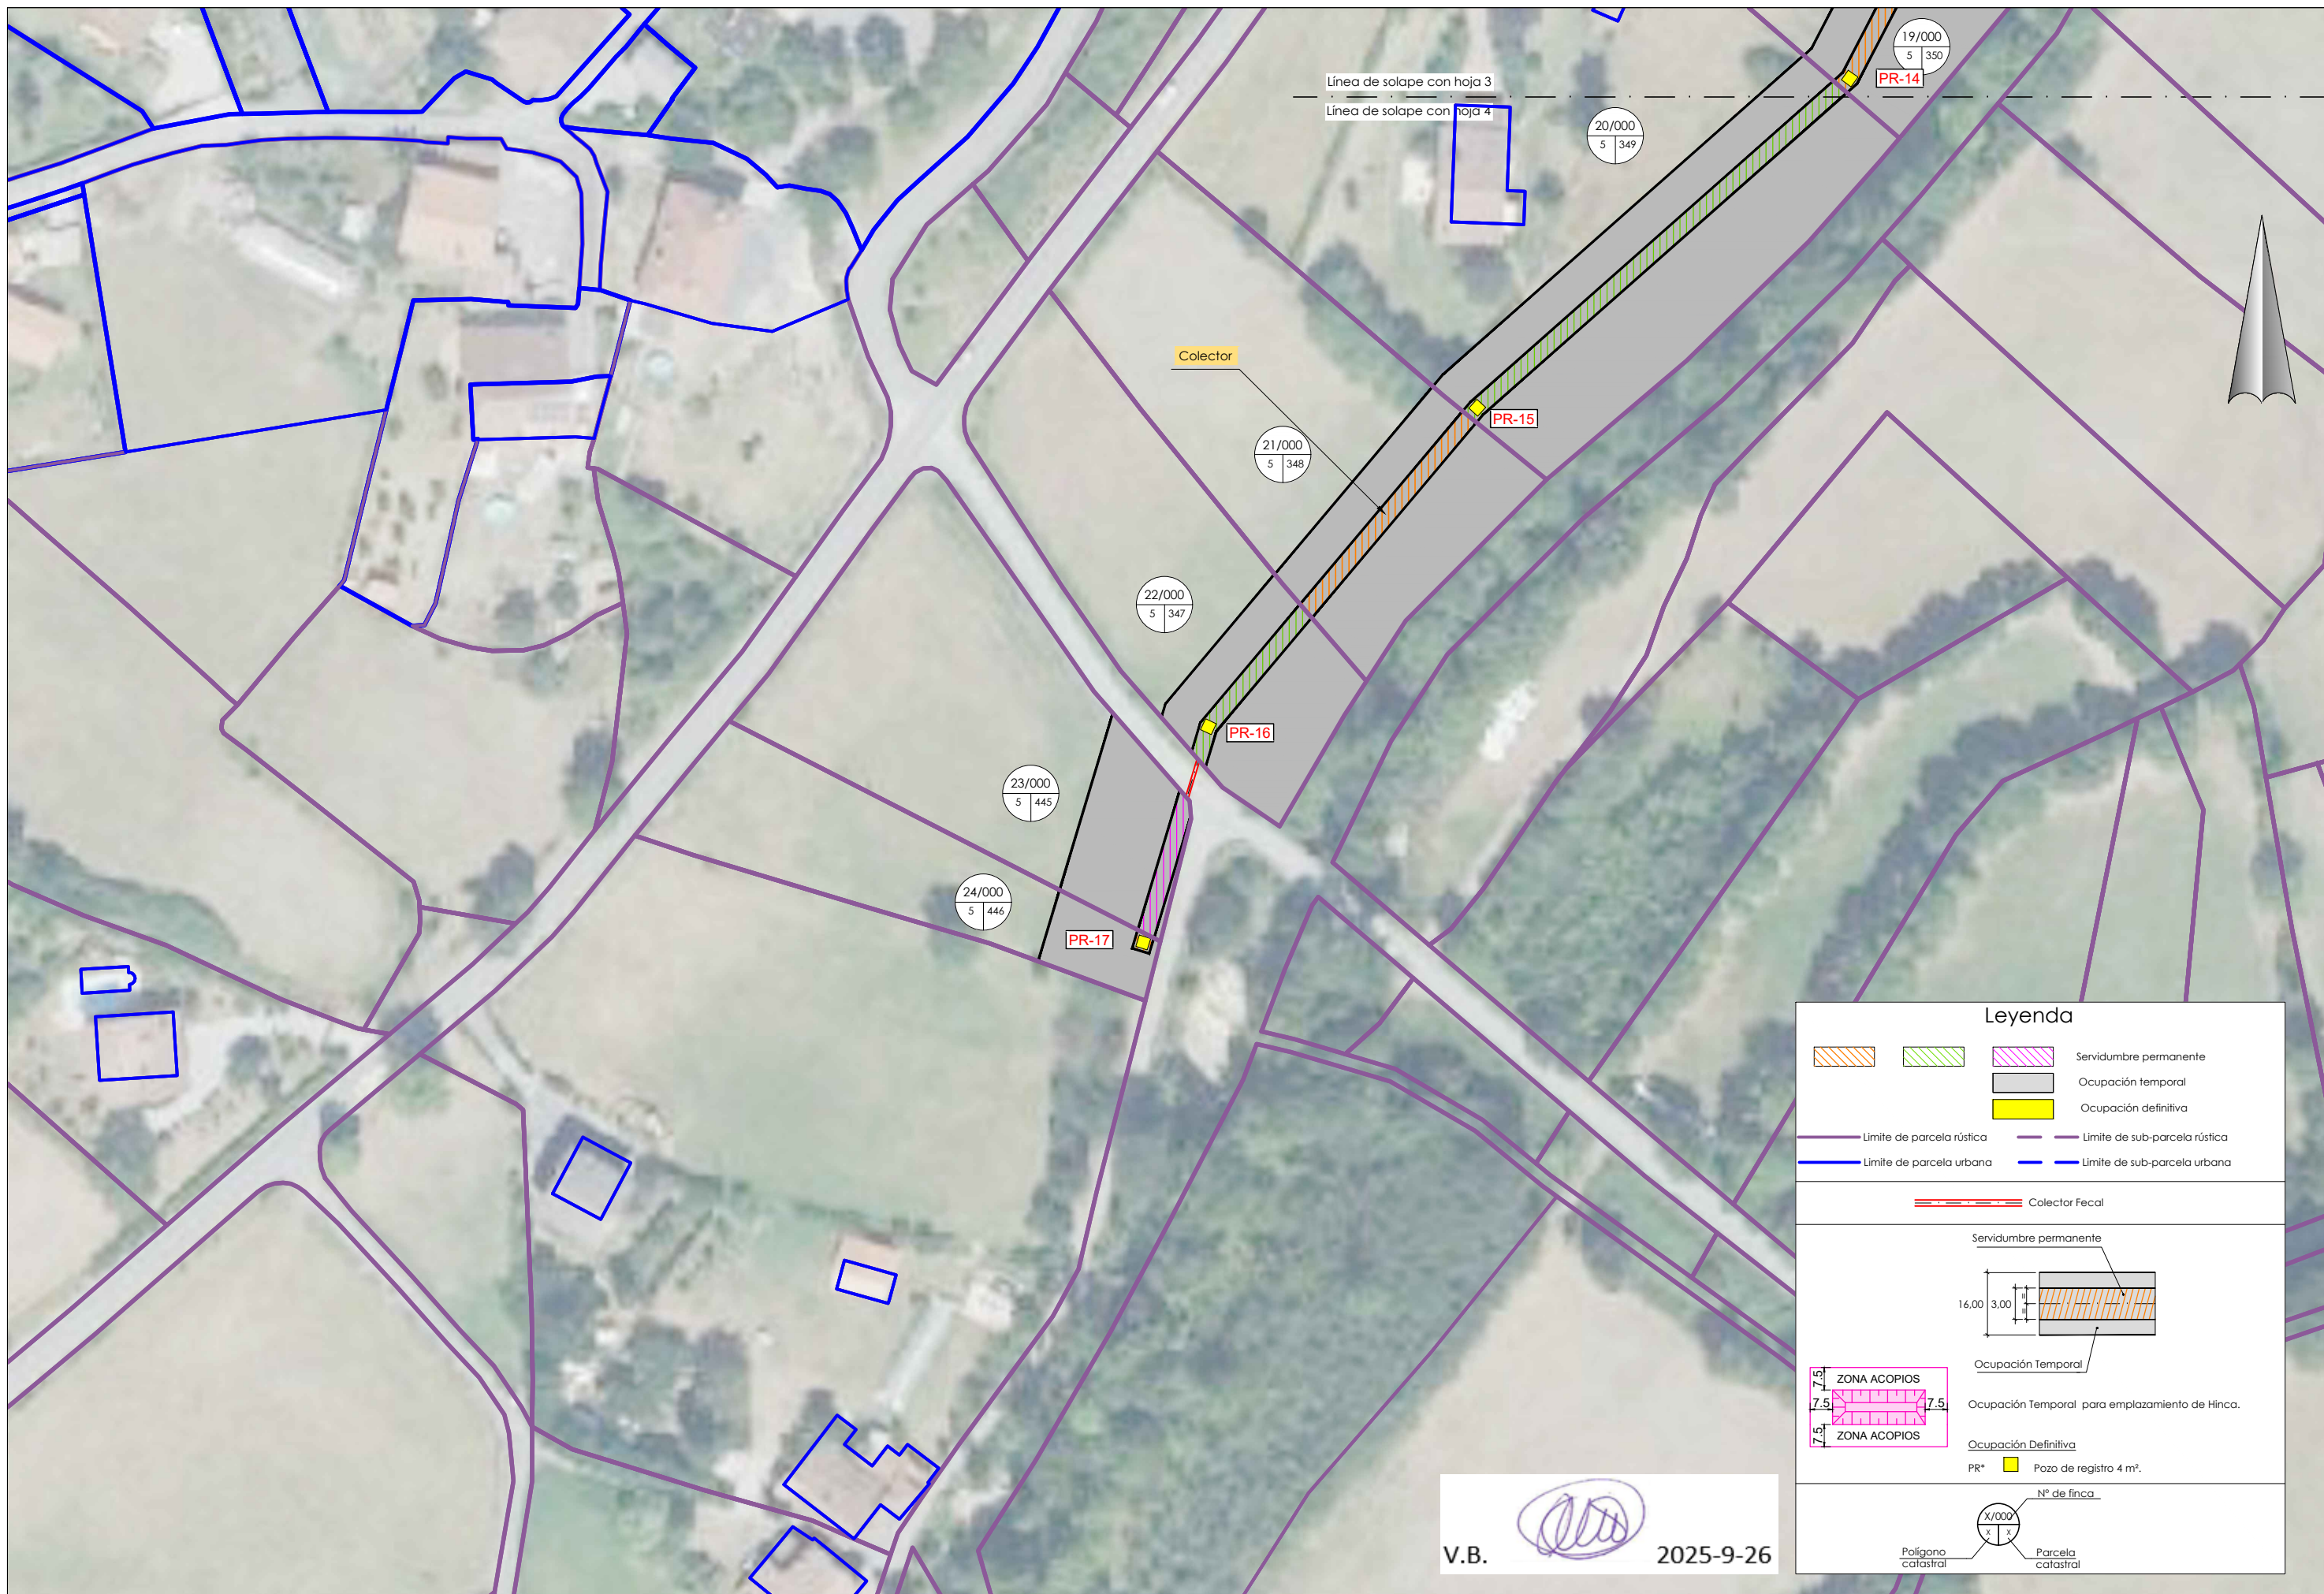 19/000
5 350
PR-14
Línea de solape con hoja 3
Línea de solape con hoja 4
20/000
5 349
Colector
PR-15
21/000
5 348
22/000
5 347
PR-16
23/000
5 445
24/000
5 446
PR-17
Leyenda
Servidumbre permanente
Ocupación temporal
Ocupación definitiva
Limite de parcela rústica
Limite de sub-parcela rústica
Limite de parcela urbana
Limite de sub-parcela urbana
Colector Fecal
Servidumbre permanente
16,00 3,00
Ocupación Temporal
7.5 ZONA ACOPIOS
7.5 7.5
Ocupación Temporal para emplazamiento de Hinca.
7.5 ZONA ACOPIOS
Ocupación Definitiva
PR* Pozo de registro 4 m².
Nº de finca
X/000
X X
Polígono
catastral
Parcela
catastral
V.B. 2025-9-26